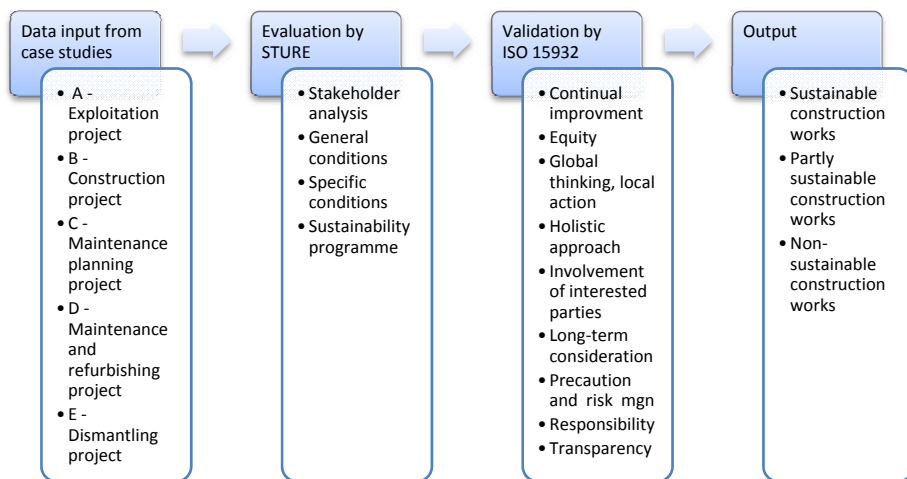 Data input from
case studies
• A -
Exploitation
project
• B -
Construction
project
• C -
Maintenance
planning
project
• D -
Maintenance
and
refurbishing
project
• E -
Dismantling
project
Evaluation by
STURE
• Stakeholder
analysis
• General
conditions
• Specific
conditions
• Sustainability
programme
Validation by
ISO 15932
• Continual
improvment
• Equity
• Global
thinking, local
action
• Holistic
approach
• Involvement
of interested
parties
• Long-term
consideration
• Precaution
and risk mgn
• Responsibility
• Transparency
Output
• Sustainable
construction
works
• Partly
sustainable
construction
works
• Non-
sustainable
construction
works